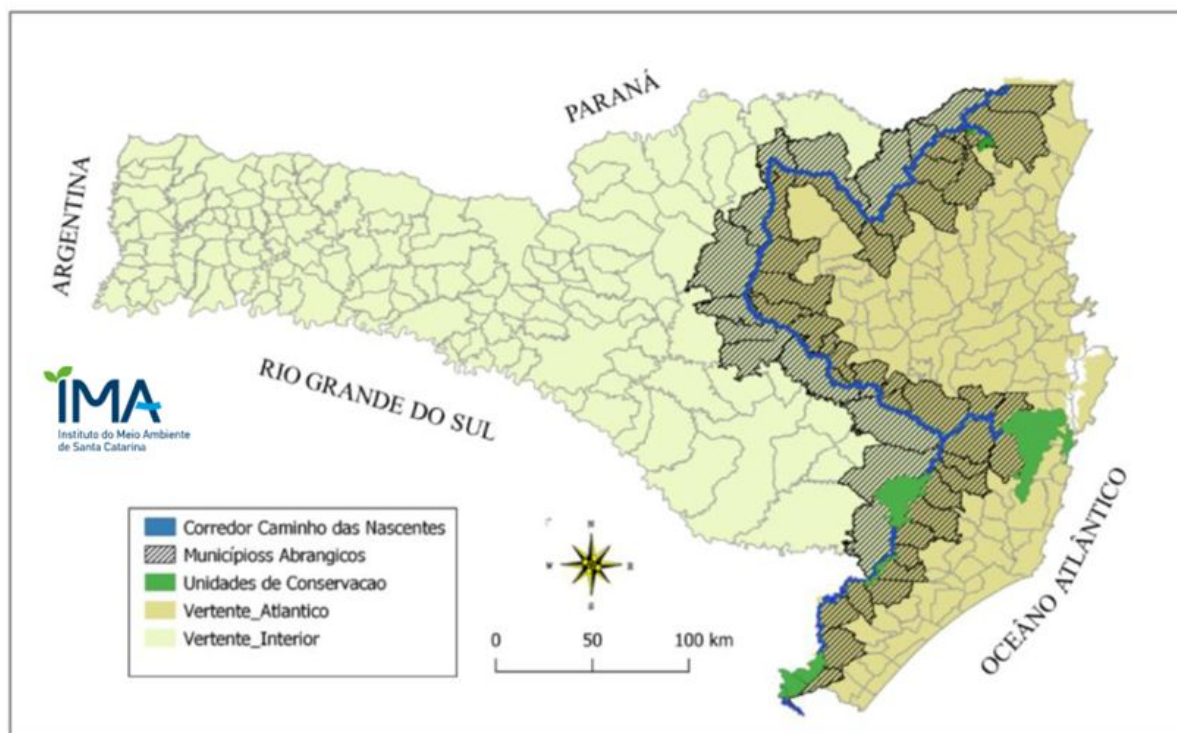 PARANÁ
ARGENTINA
RIO GRANDE DO SUL
IMA
Instituto do Meio Ambiente
de Santa Catarina
OCEÂNO ATLÂNTICO
Corredor Caminho das Nascentes
Municípioss Abrangicos
Unidades de Conservacao
Vertente_Atlantico
Vertente_Interior
N
W
S
0 50 100 km